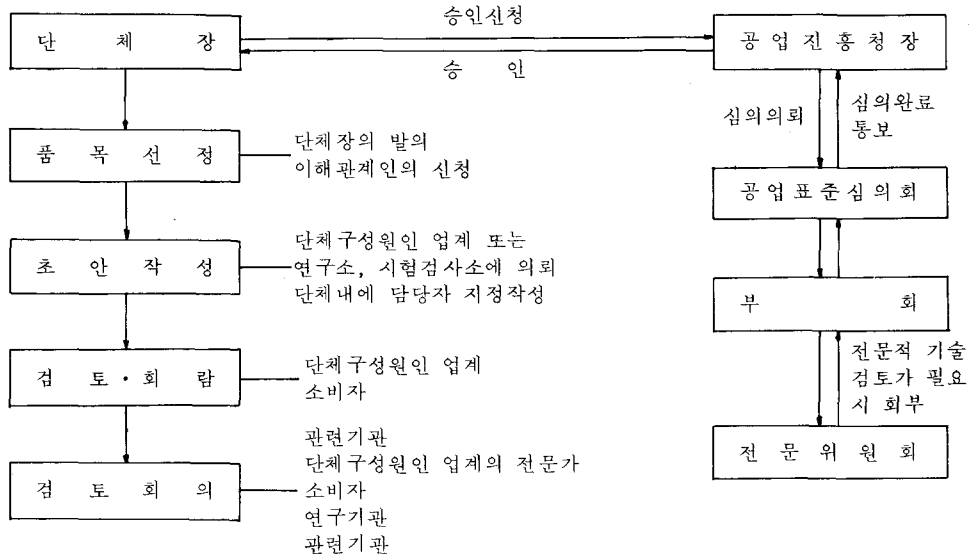 승인신청
단 체 장
공 업 진 흥 청 장
승 인
심의의뢰
심의완료
통보
품 목 선 정
단체장의 발의
이해관계인의 신청
공 업 표 준 심 의 회
초 안 작 성
단체구성원인 업계 또는
연구소, 시험검사소에 의뢰
단체내에 담당자 지정작성
부 회
검 토 · 회 람
단체구성원인 업계
소비자
전문적 기술
검토가 필요
시 회부
관련기관
단체구성원인 업계의 전문가
검 토 회 의
소비자
연구기관
관련기관
전 문 위 원 회